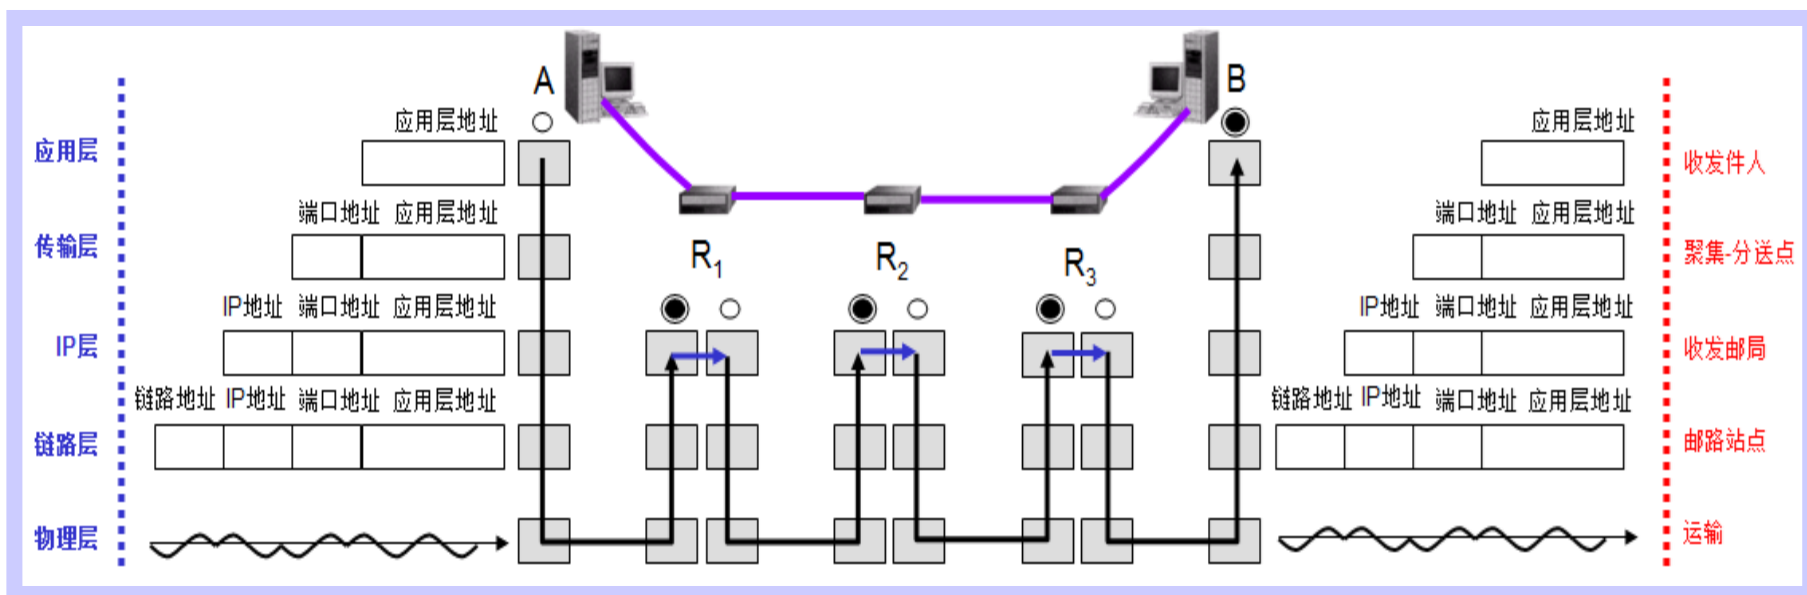 A
B
应用层地址
应用层地址
应用层
收发件人
端口地址 应用层地址
端口地址 应用层地址
传输层
聚集-分送点
R1
R2
R3
IP地址 端口地址 应用层地址
IP地址 端口地址 应用层地址
IP层
收发邮局
链路地址 IP地址 端口地址 应用层地址
链路地址 IP地址 端口地址 应用层地址
链路层
邮路站点
物理层
运输